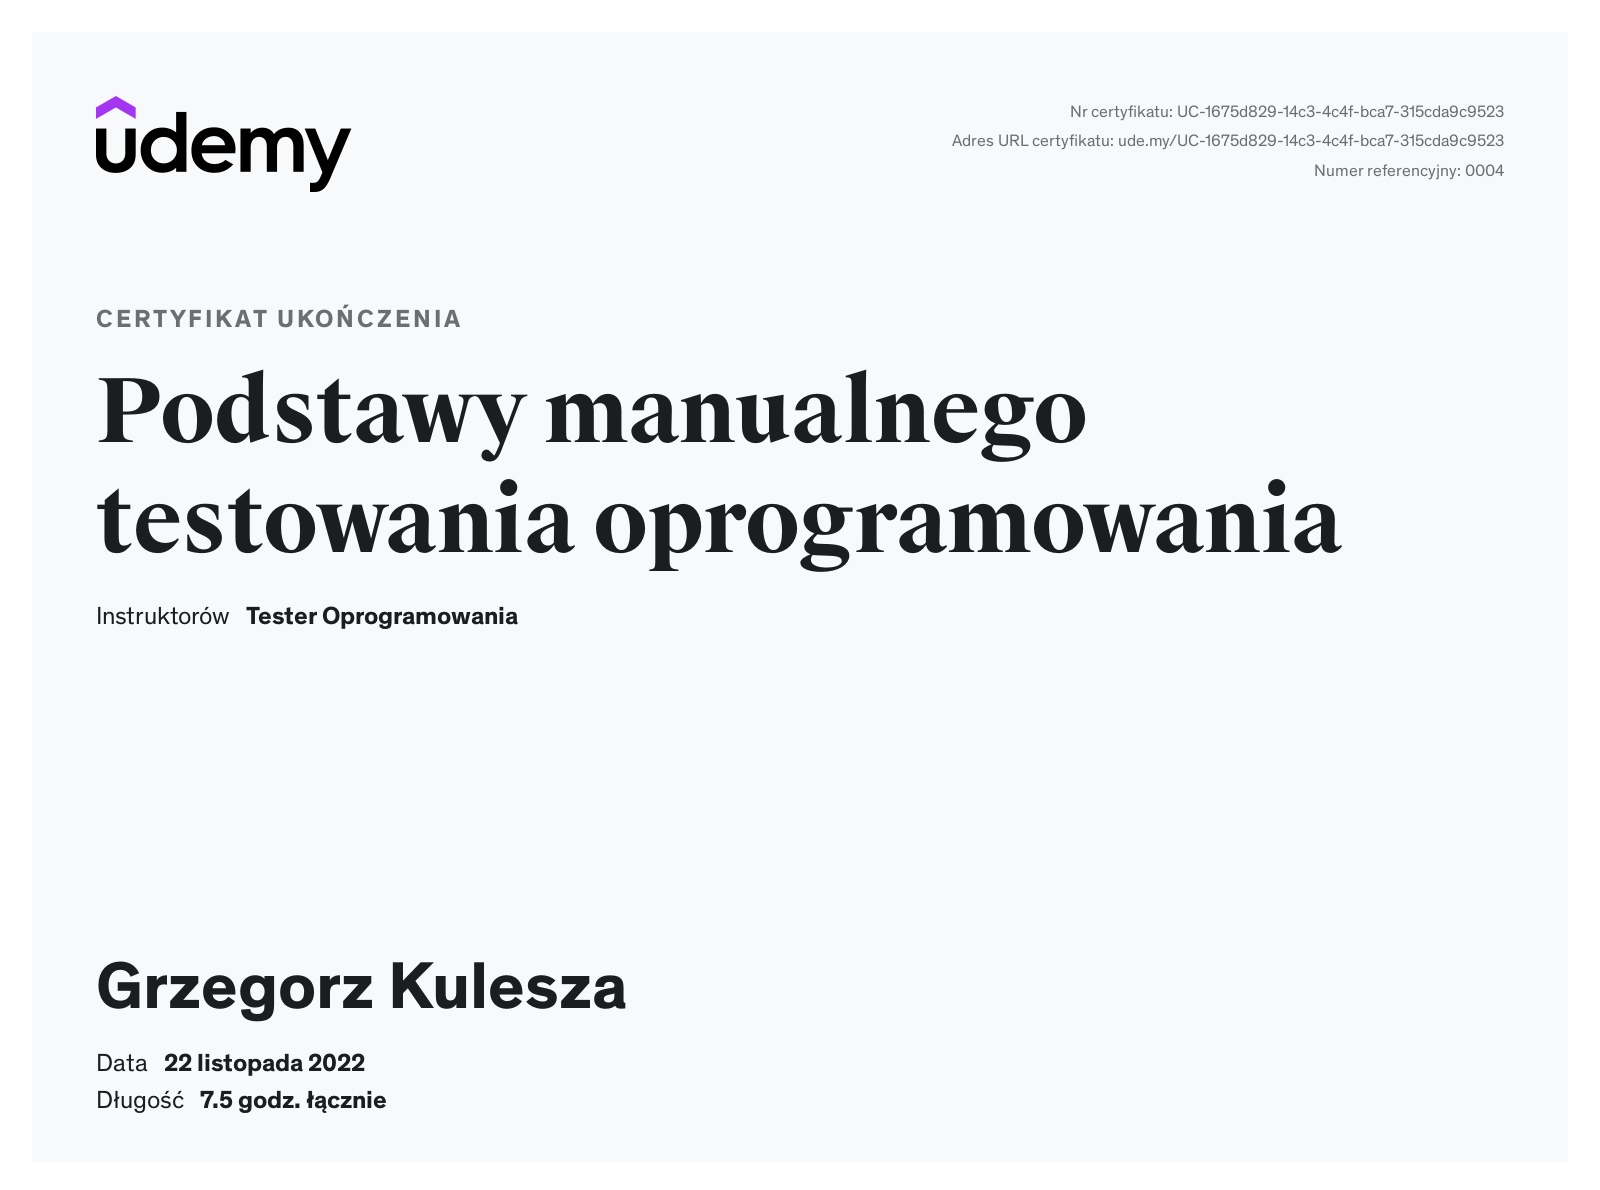 udemy
Nr certyfikatu: UC-1675d829-14c3-4c4f-bca7-315cda9c9523
Adres URL certyfikatu: ude.my/UC-1675d829-14c3-4c4f-bca7-315cda9c9523
Numer referencyjny: 0004
CERTYFIKAT UKOŃCZENIA
Podstawy manualnego
testowania oprogramowania
Instruktorów Tester Oprogramowania
Grzegorz Kulesza
Data 22 listopada 2022
Długość 7.5 godz. łącznie